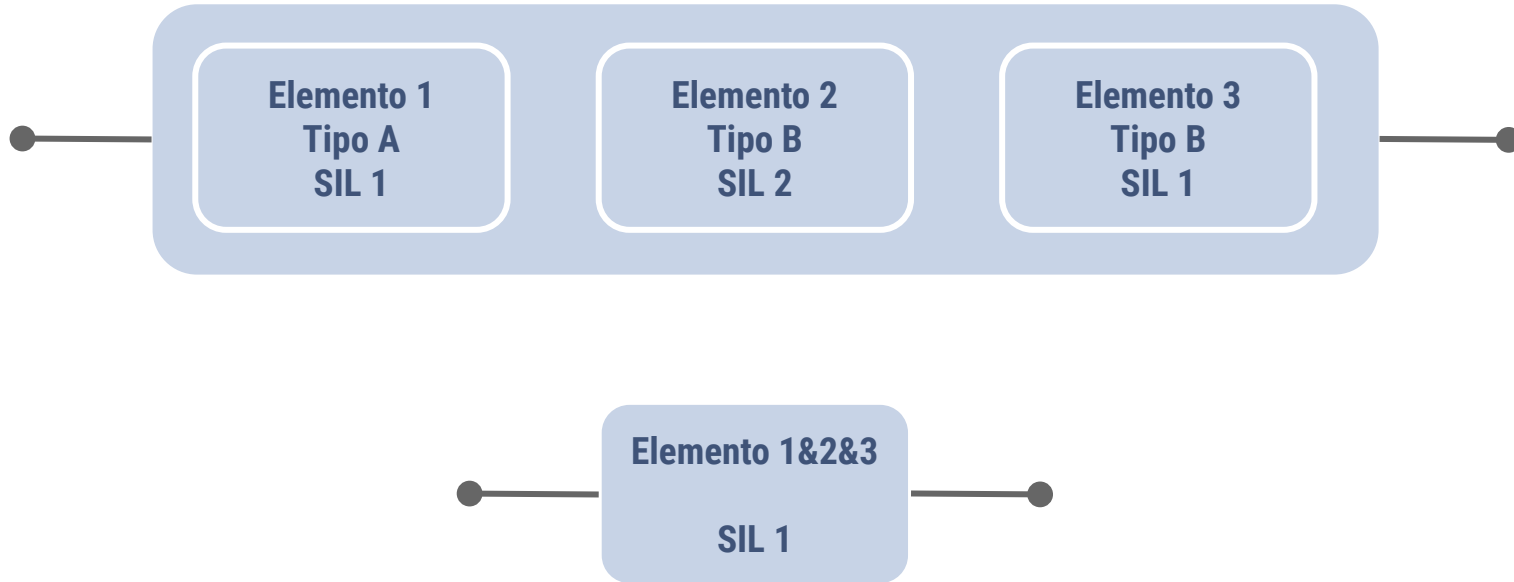 Elemento 1
Tipo A
SIL 1
Elemento 2
Tipo B
SIL 2
Elemento 3
Tipo B
SIL 1
Elemento 1&2&3
SIL 1